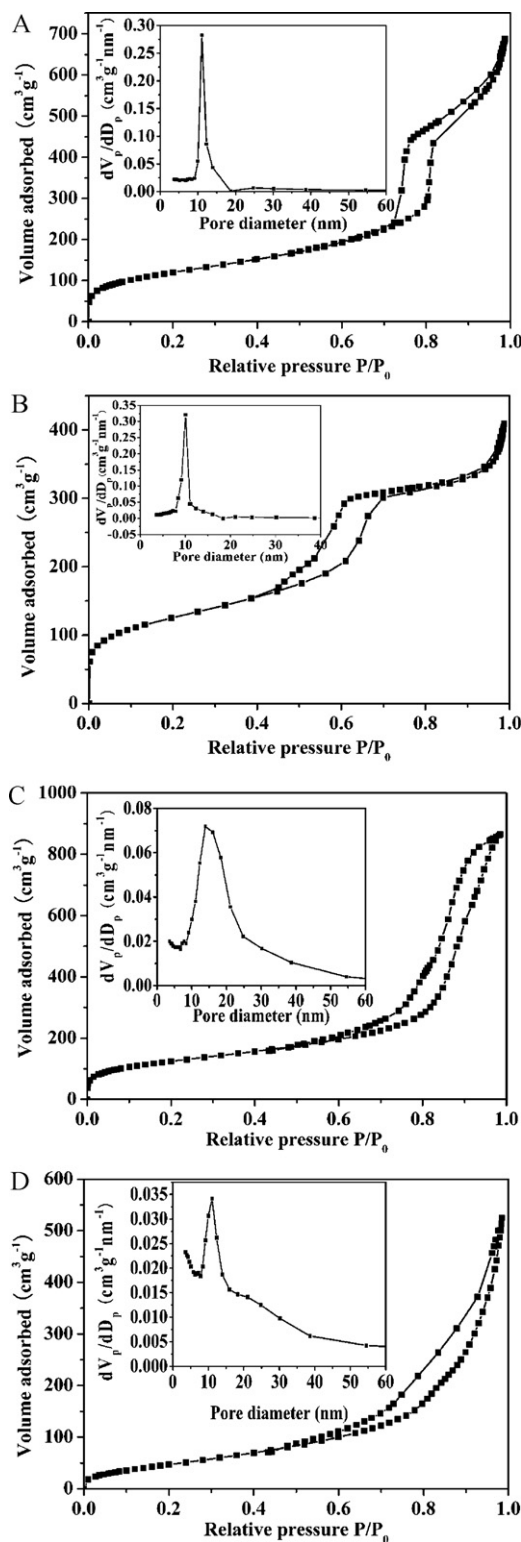 A
700
600
500
400
300
200
100
0
Volume adsorbed (cm³g⁻¹)
0.0 0.2 0.4 0.6 0.8 1.0
Relative pressure P/P₀
0.30
0.25
0.20
0.15
0.10
0.05
0.00
dVₚ/dDₚ (cm³g⁻¹nm⁻¹)
0 10 20 30 40 50 60
Pore diameter (nm)
B
400
300
200
100
0
Volume adsorbed (cm³g⁻¹)
0.0 0.2 0.4 0.6 0.8 1.0
Relative pressure P/P₀
0.35
0.30
0.25
0.20
0.15
0.10
0.05
0.00
-0.05
dVₚ/dDₚ (cm³g⁻¹nm⁻¹)
0 10 20 30 40
Pore diameter (nm)
C
1000
800
600
400
200
0
Volume adsorbed (cm³g⁻¹)
0.0 0.2 0.4 0.6 0.8 1.0
Relative pressure P/P₀
0.08
0.06
0.04
0.02
0.00
dVₚ/dDₚ (cm³g⁻¹nm⁻¹)
0 10 20 30 40 50 60
Pore diameter (nm)
D
600
500
400
300
200
100
0
Volume adsorbed (cm³g⁻¹)
0.0 0.2 0.4 0.6 0.8 1.0
Relative pressure P/P₀
0.035
0.030
0.025
0.020
0.015
0.010
0.005
0.000
dVₚ/dDₚ (cm³g⁻¹nm⁻¹)
0 10 20 30 40 50 60
Pore diameter (nm)